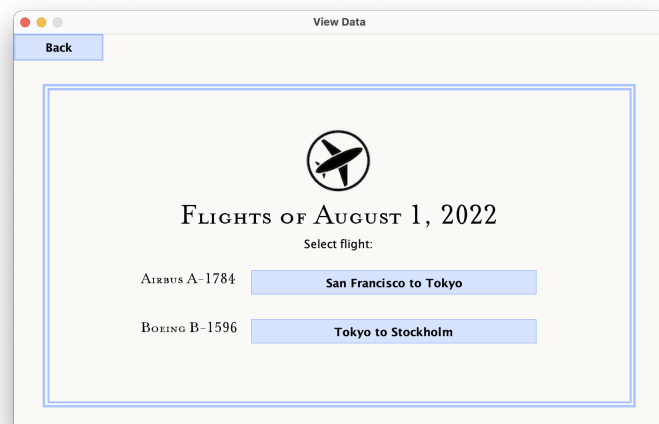 View Data
Back
Flights of August 1, 2022
Select flight:
Airbus A-1784
San Francisco to Tokyo
Boeing B-1596
Tokyo to Stockholm